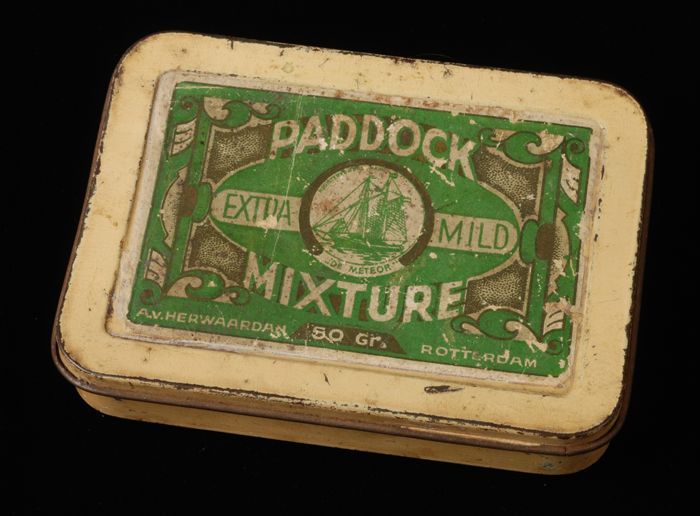 PADDOCK
EXTRA MILD
"DE METEOR"
MIXTURE
A.V. HERWAARDAN 50 Gr. ROTTERDAM